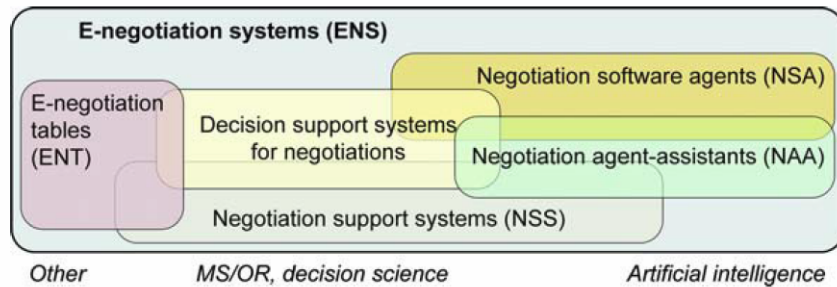 E-negotiation systems (ENS)
Negotiation software agents (NSA)
E-negotiation
tables
(ENT)
Decision support systems
for negotiations
Negotiation agent-assistants (NAA)
Negotiation support systems (NSS)
Other
MS/OR, decision science
Artificial intelligence